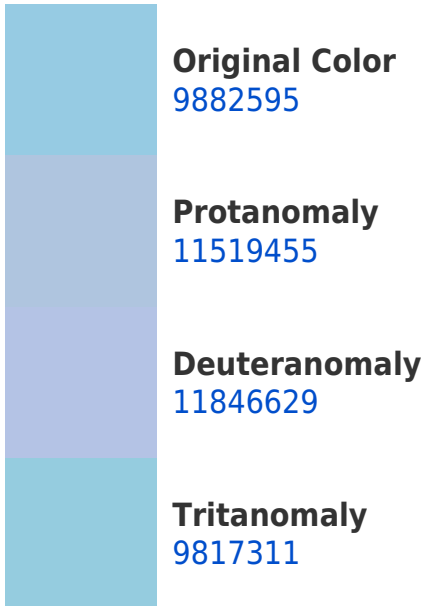 Original Color
9882595
Protanomaly
11519455
Deuteranomaly
11846629
Tritanomaly
9817311